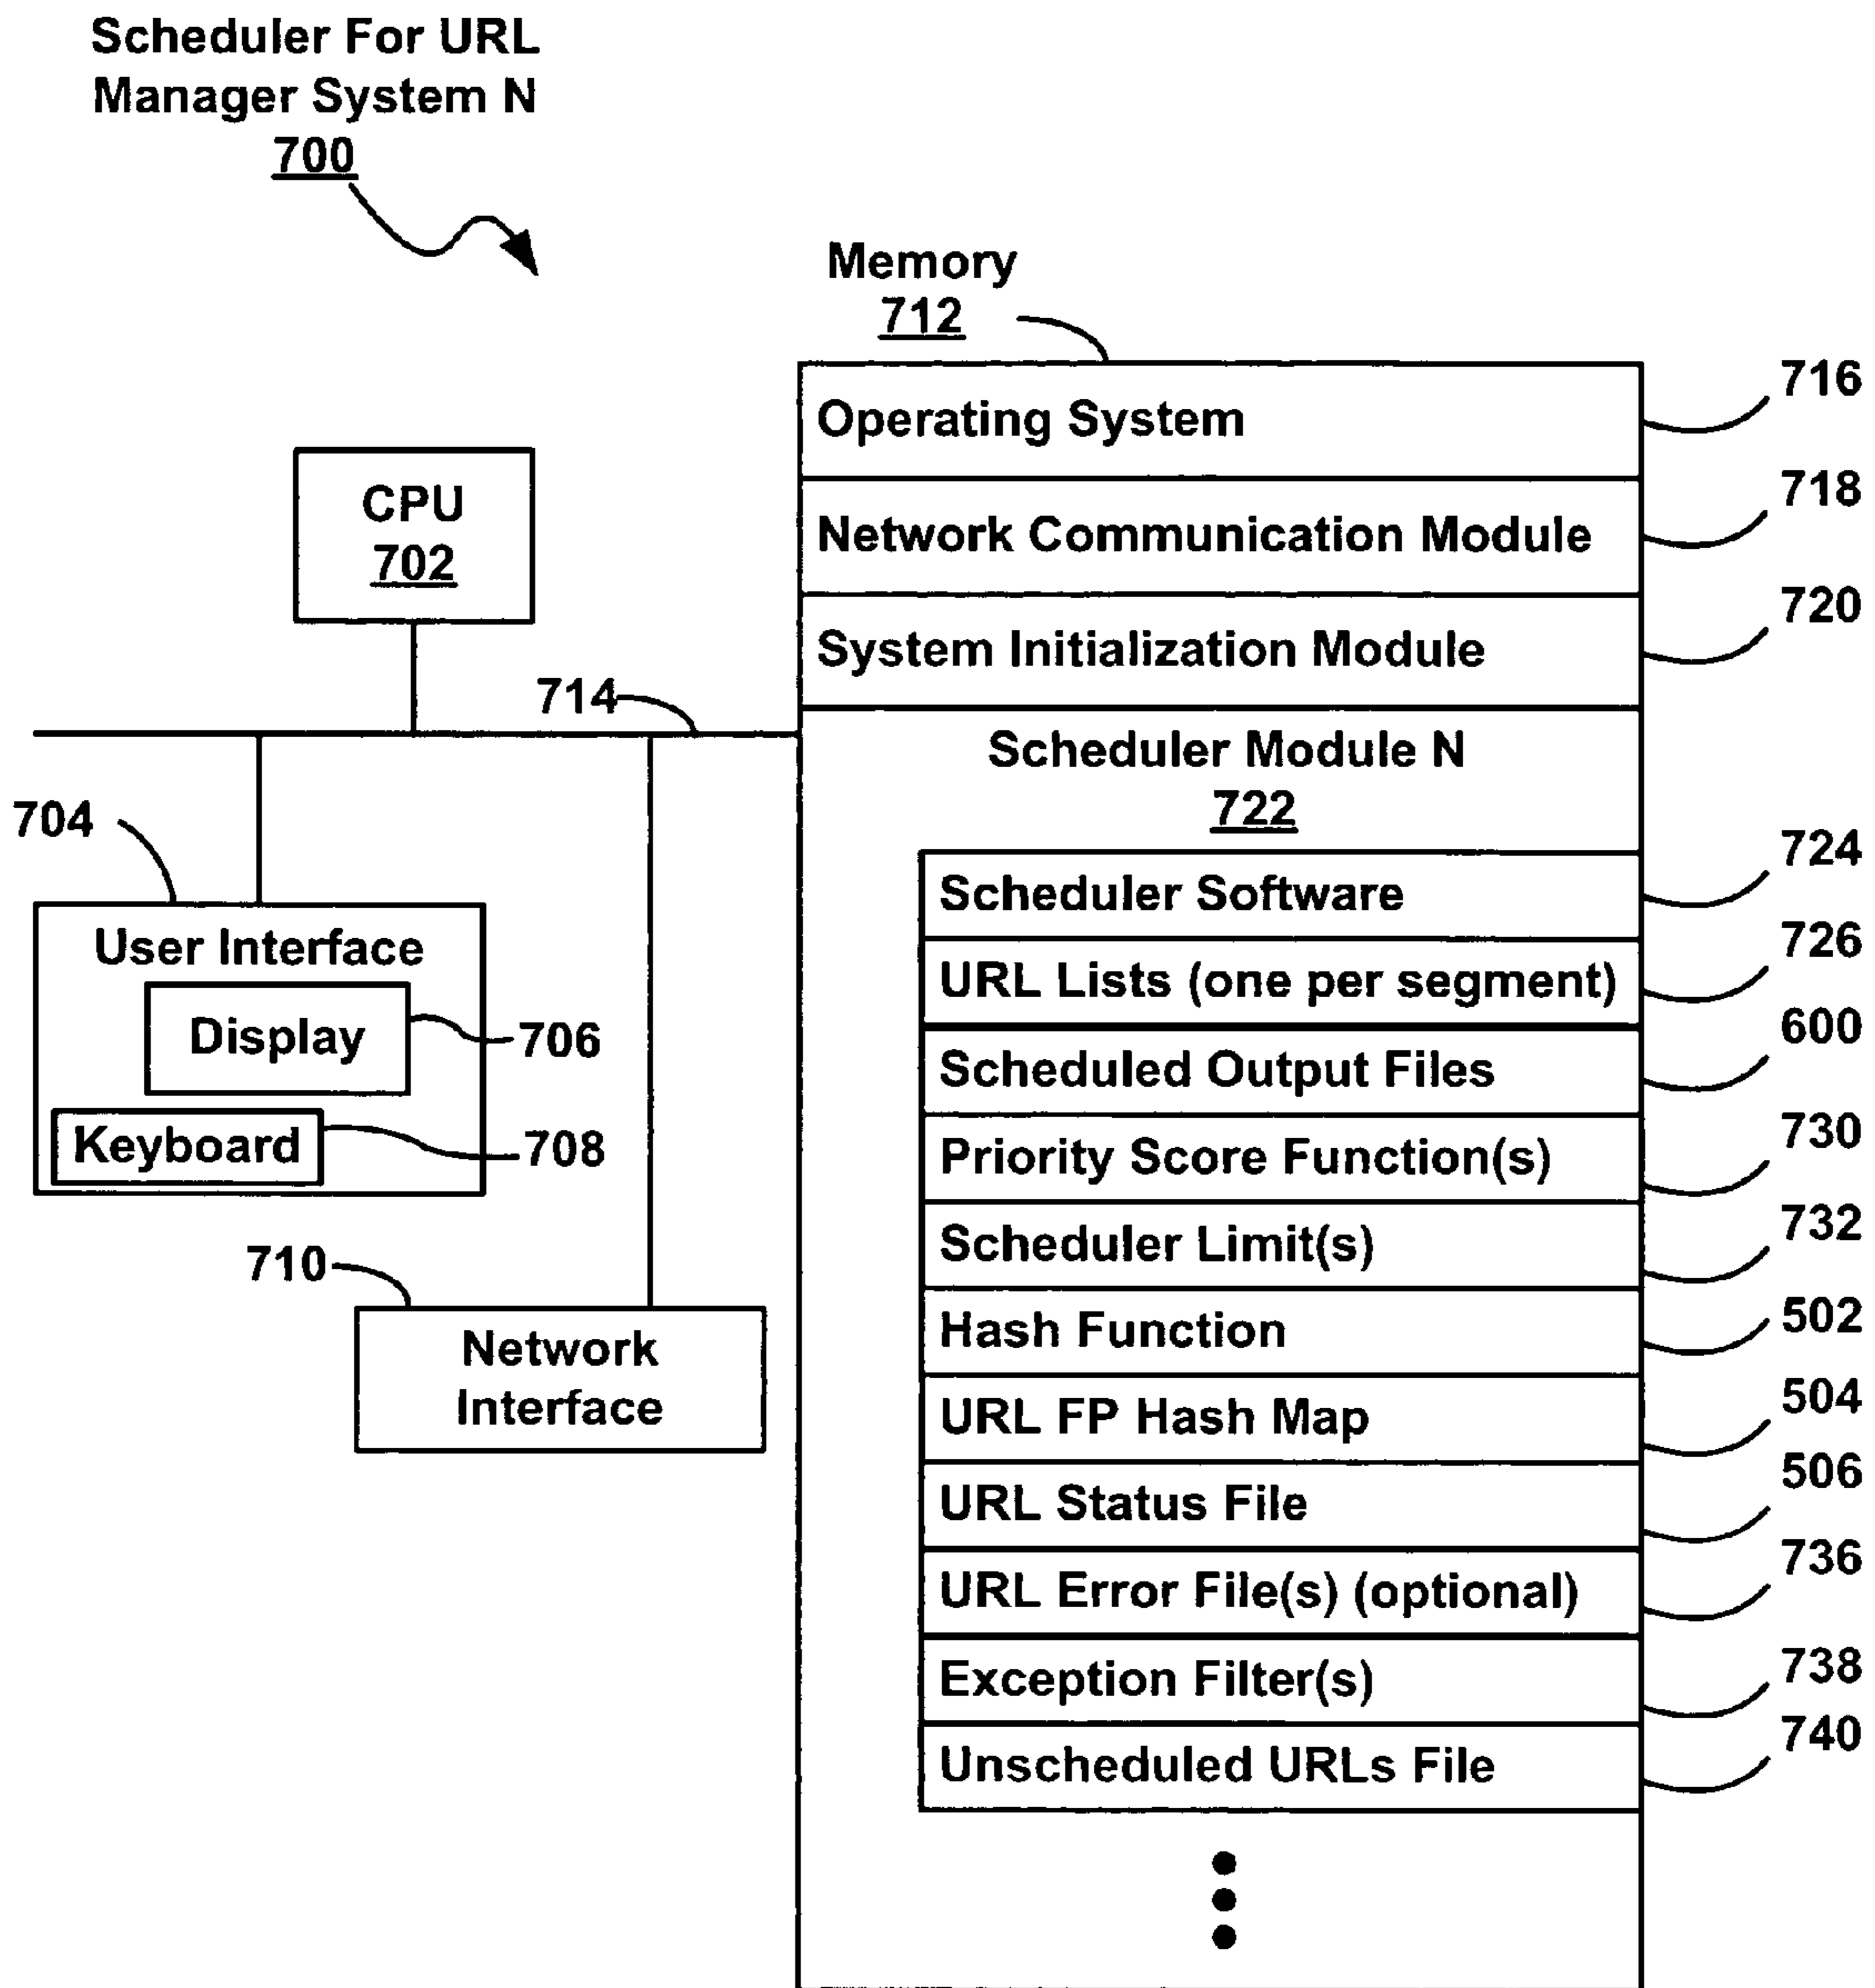 Scheduler For URL
Manager System N
700
Memory
712
Operating System
716
Network Communication Module
718
System Initialization Module
720
CPU
702
714
Scheduler Module N
722
704
User Interface
Display
706
Keyboard
708
710
Network
Interface
Scheduler Software
724
URL Lists (one per segment)
726
Scheduled Output Files
600
Priority Score Function(s)
730
Scheduler Limit(s)
732
Hash Function
502
URL FP Hash Map
504
URL Status File
506
URL Error File(s) (optional)
736
Exception Filter(s)
738
Unscheduled URLs File
740